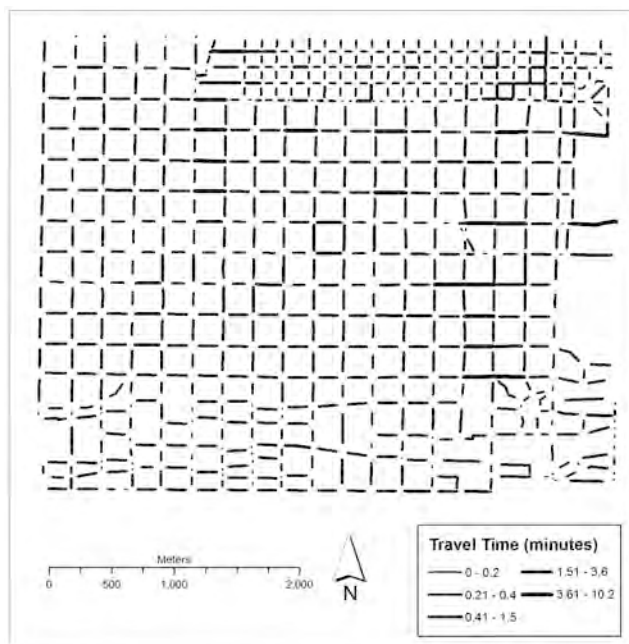 Meters
0 500 1,000 2,000
N
Travel Time (minutes)
0 - 0.2 1.51 - 3.6
0.21 - 0.4 3.61 - 10.2
0.41 - 1.5